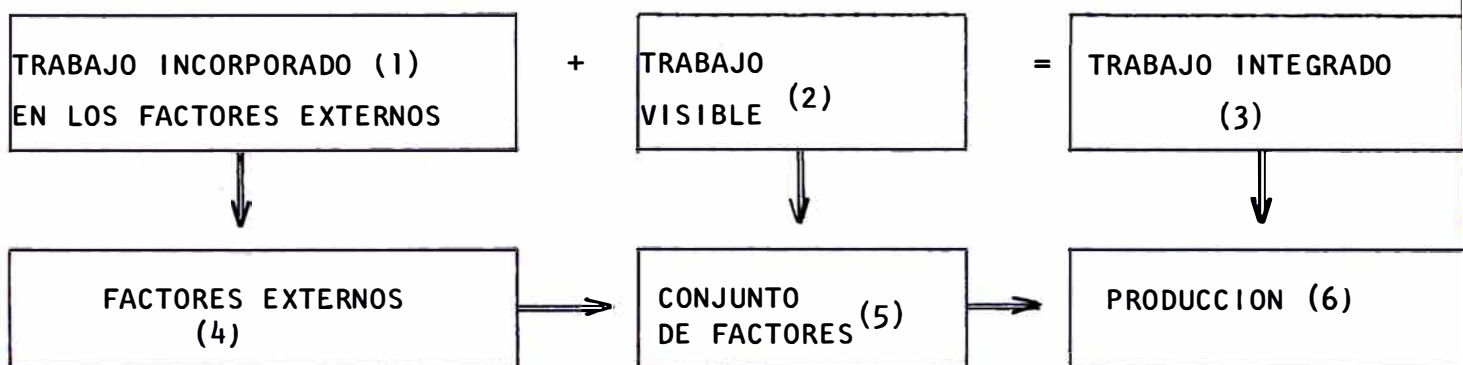 TRABAJO INCORPORADO (1)
EN LOS FACTORES EXTERNOS
+
TRABAJO
VISIBLE (2)
=
TRABAJO INTEGRADO
(3)
FACTORES EXTERNOS
(4)
CONJUNTO
DE FACTORES (5)
PRODUCCION (6)